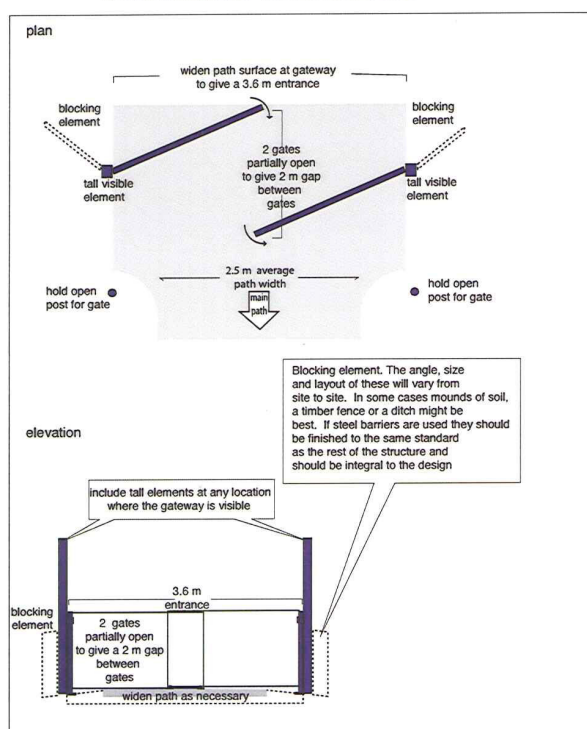 plan
widen path surface at gateway
to give a 3.6 m entrance
blocking
element
blocking
element
2 gates
partially open
to give 2 m gap
between
gates
tall visible
element
tall visible
element
2.5 m average
path width
hold open
post for gate
main
path
hold open
post for gate
Blocking element. The angle, size
and layout of these will vary from
site to site. In some cases mounds of soil,
a timber fence or a ditch might be
best. If steel barriers are used they should
be finished to the same standard
as the rest of the structure and
should be integral to the design
elevation
include tall elements at any location
where the gateway is visible
3.6 m
entrance
blocking
element
2 gates
partially open
to give a 2 m gap
between
gates
widen path as necessary